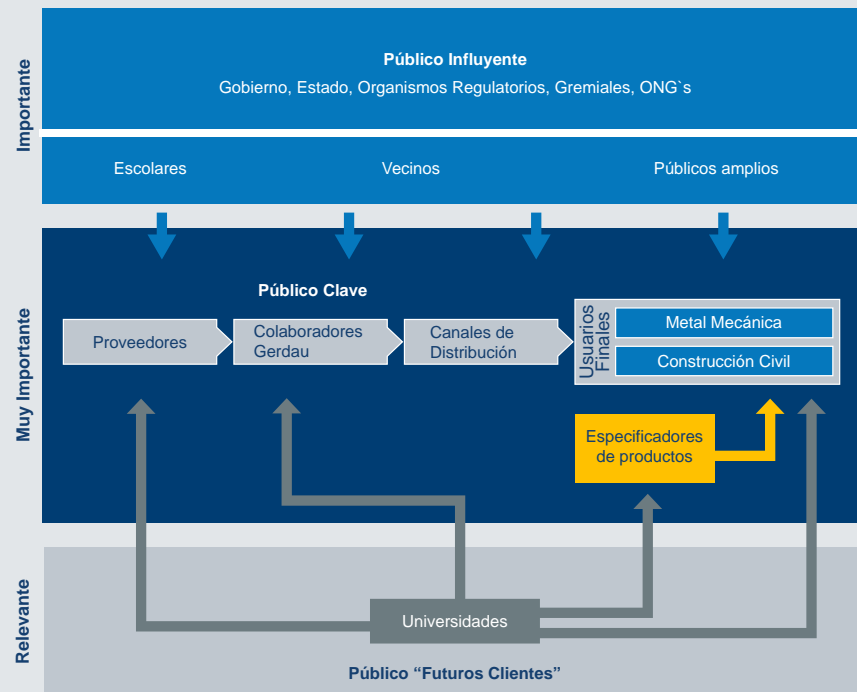 Importante
Público Influyente
Gobierno, Estado, Organismos Regulatorios, Gremiales, ONG`s
Escolares
Vecinos
Públicos amplios
Muy Importante
Público Clave
Proveedores
Colaboradores
Gerdau
Canales de
Distribución
Usuarios
Finales
Metal Mecánica
Construcción Civil
Especificadores
de productos
Relevante
Universidades
Público “Futuros Clientes”